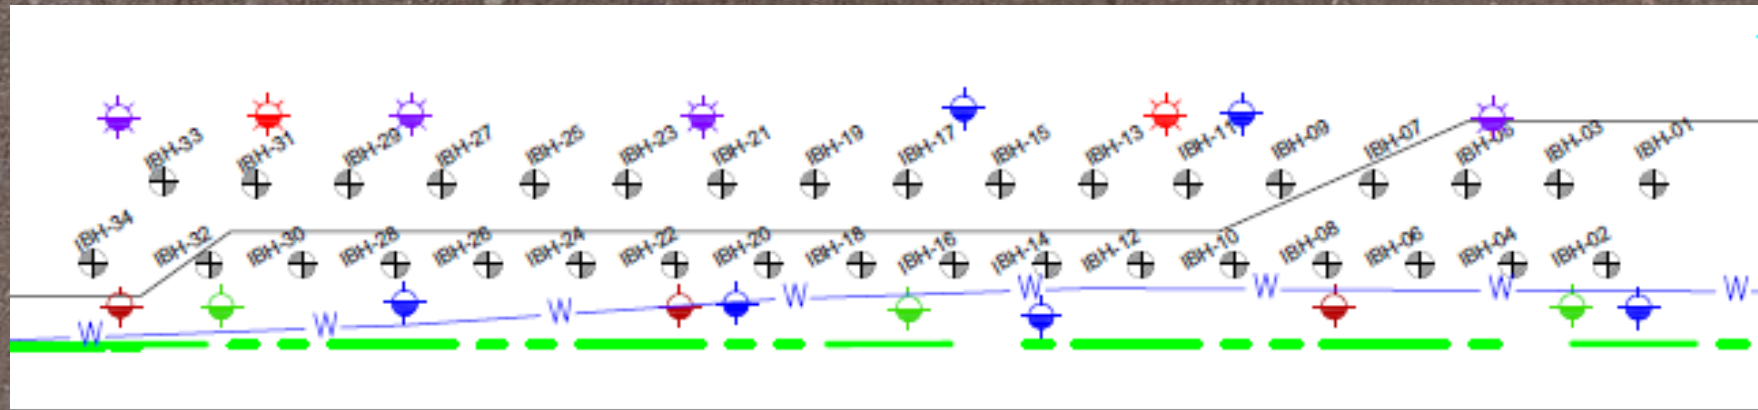 IBH-33 IBH-31 IBH-29 IBH-27 IBH-25 IBH-23 IBH-21 IBH-19 IBH-17 IBH-15 IBH-13 IBH-11 IBH-09 IBH-07 IBH-05 IBH-03 IBH-01
IBH-34 IBH-32 IBH-30 IBH-28 IBH-26 IBH-24 IBH-22 IBH-20 IBH-18 IBH-16 IBH-14 IBH-12 IBH-10 IBH-08 IBH-06 IBH-04 IBH-02
W W W W W W W W